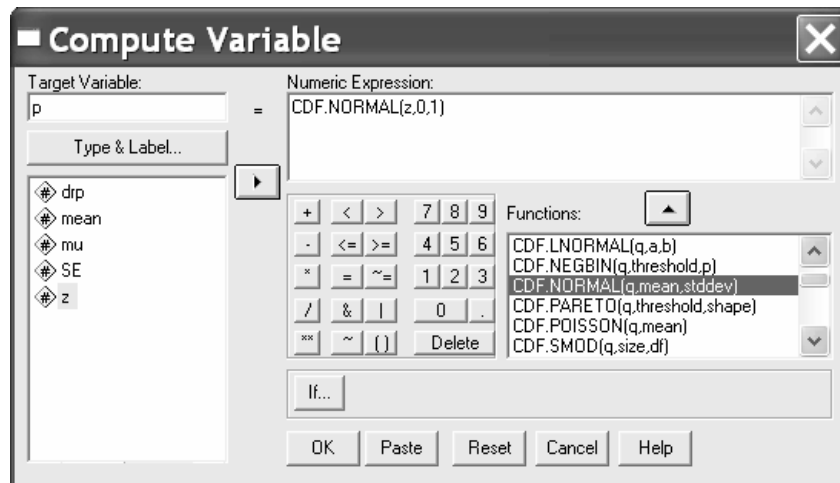 Compute Variable
Target Variable:
p
=
Numeric Expression:
CDF.NORMAL(z,0,1)
Type & Label...
drp
mean
mu
SE
z
+ < > 7 8 9
- <= >= 4 5 6
* = ~= 1 2 3
/ & | 0 .
** ~ ( ) Delete
Functions:
CDF.LNORMAL(q,a,b)
CDF.NEGBIN(q,threshold,p)
CDF.NORMAL(q,mean,stddev)
CDF.PARETO(q,threshold,shape)
CDF.POISSON(q,mean)
CDF.SMOD(q,size,df)
If...
OK Paste Reset Cancel Help